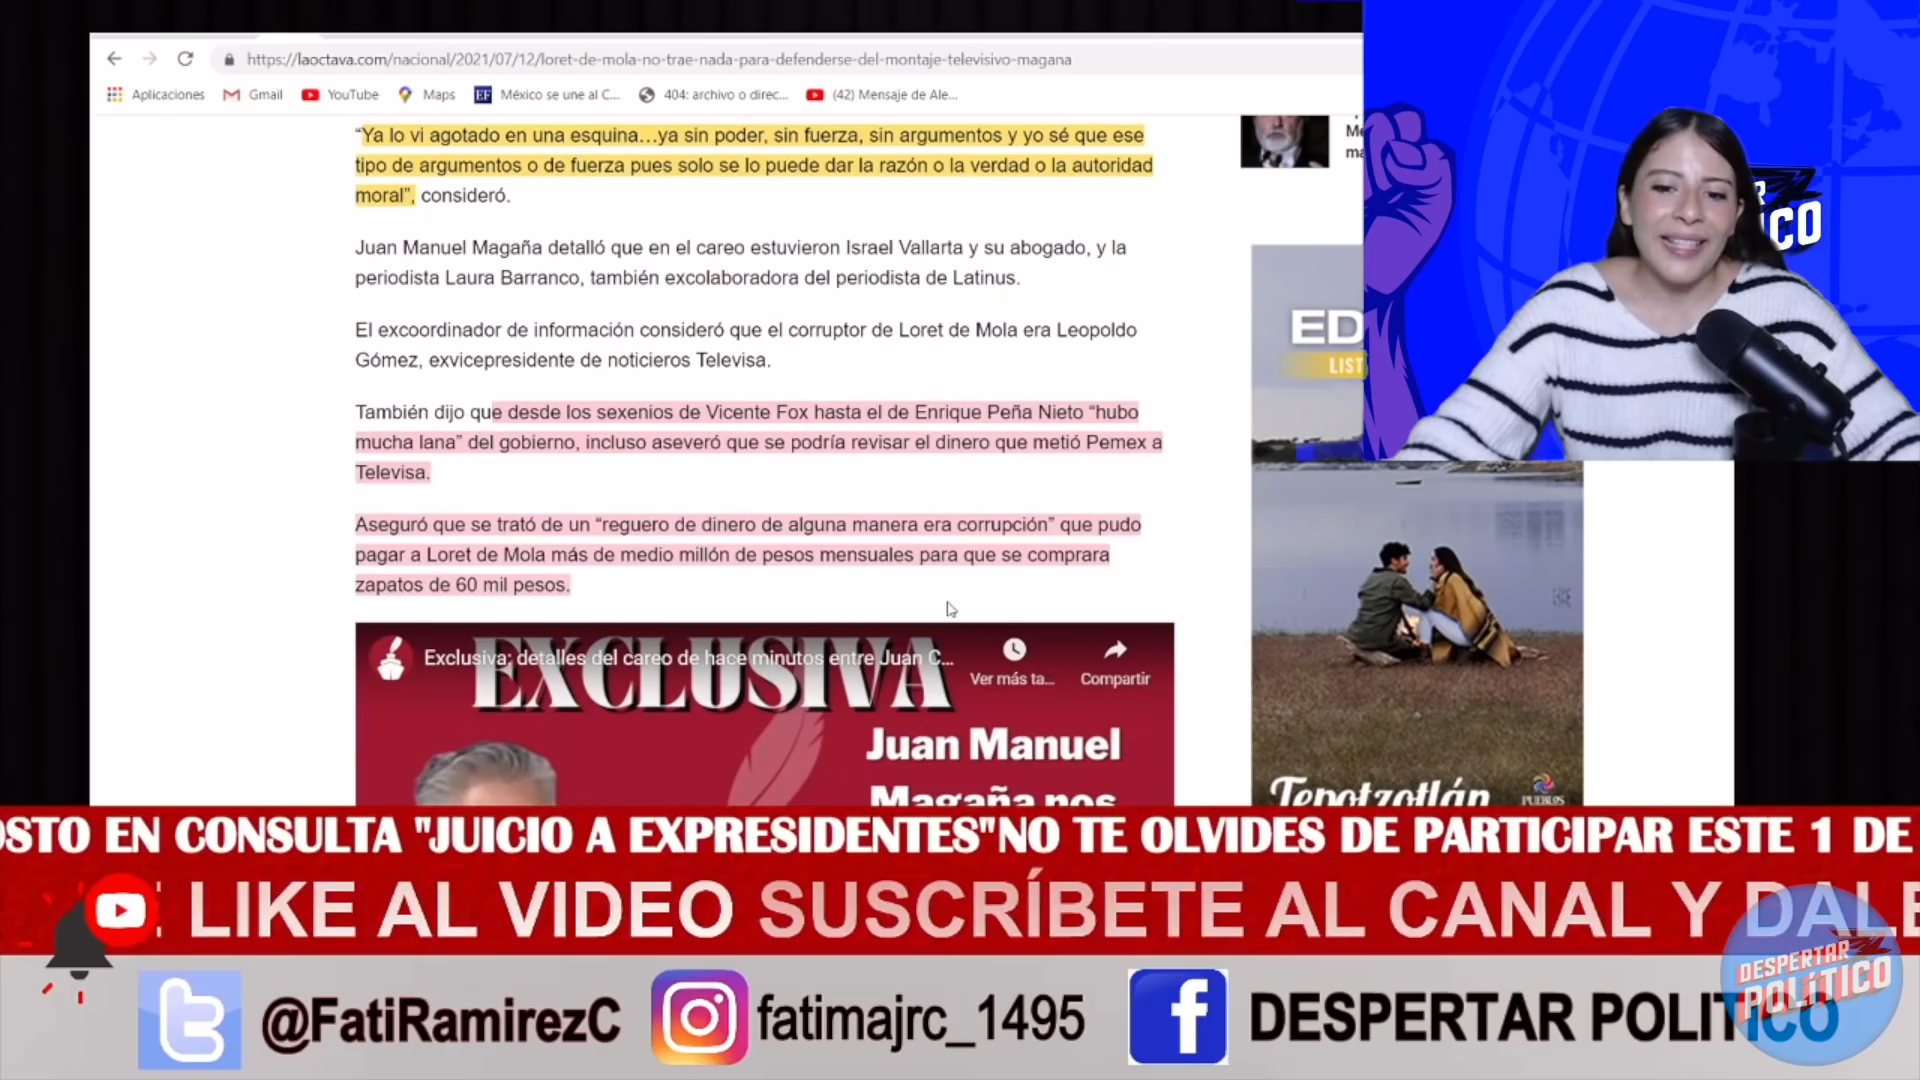 https://laoctava.com/nacional/2021/07/12/loret-de-mola-no-trae-nada-para-defenderse-del-montaje-televisivo-magana
Aplicaciones Gmail YouTube Maps EF México se une al C... 404: archivo o direc... (42) Mensaje de Ale...
“Ya lo vi agotado en una esquina…ya sin poder, sin fuerza, sin argumentos y yo sé que ese
tipo de argumentos o de fuerza pues solo se lo puede dar la razón o la verdad o la autoridad
moral”, consideró.
Juan Manuel Magaña detalló que en el careo estuvieron Israel Vallarta y su abogado, y la
periodista Laura Barranco, también excolaboradora del periodista de Latinus.
El excoordinador de información consideró que el corruptor de Loret de Mola era Leopoldo
Gómez, exvicepresidente de noticieros Televisa.
También dijo que desde los sexenios de Vicente Fox hasta el de Enrique Peña Nieto “hubo
mucha lana” del gobierno, incluso aseveró que se podría revisar el dinero que metió Pemex a
Televisa.
Aseguró que se trató de un “reguero de dinero de alguna manera era corrupción” que pudo
pagar a Loret de Mola más de medio millón de pesos mensuales para que se comprara
zapatos de 60 mil pesos.
Exclusiva: detalles del careo de hace minutos entre Juan C...
Ver más ta... Compartir
EXCLUSIVA
Juan Manuel
Magaña nos
Me
ma
ED
LIST
Tepotzotlán
PUEBLOS
R
ICO
OSTO EN CONSULTA "JUICIO A EXPRESIDENTES"NO TE OLVIDES DE PARTICIPAR ESTE 1 DE
E LIKE AL VIDEO SUSCRÍBETE AL CANAL Y DALE
@FatiRamirezC fatimajrc_1495 DESPERTAR POLITICO
DESPERTAR
POLÍTICO